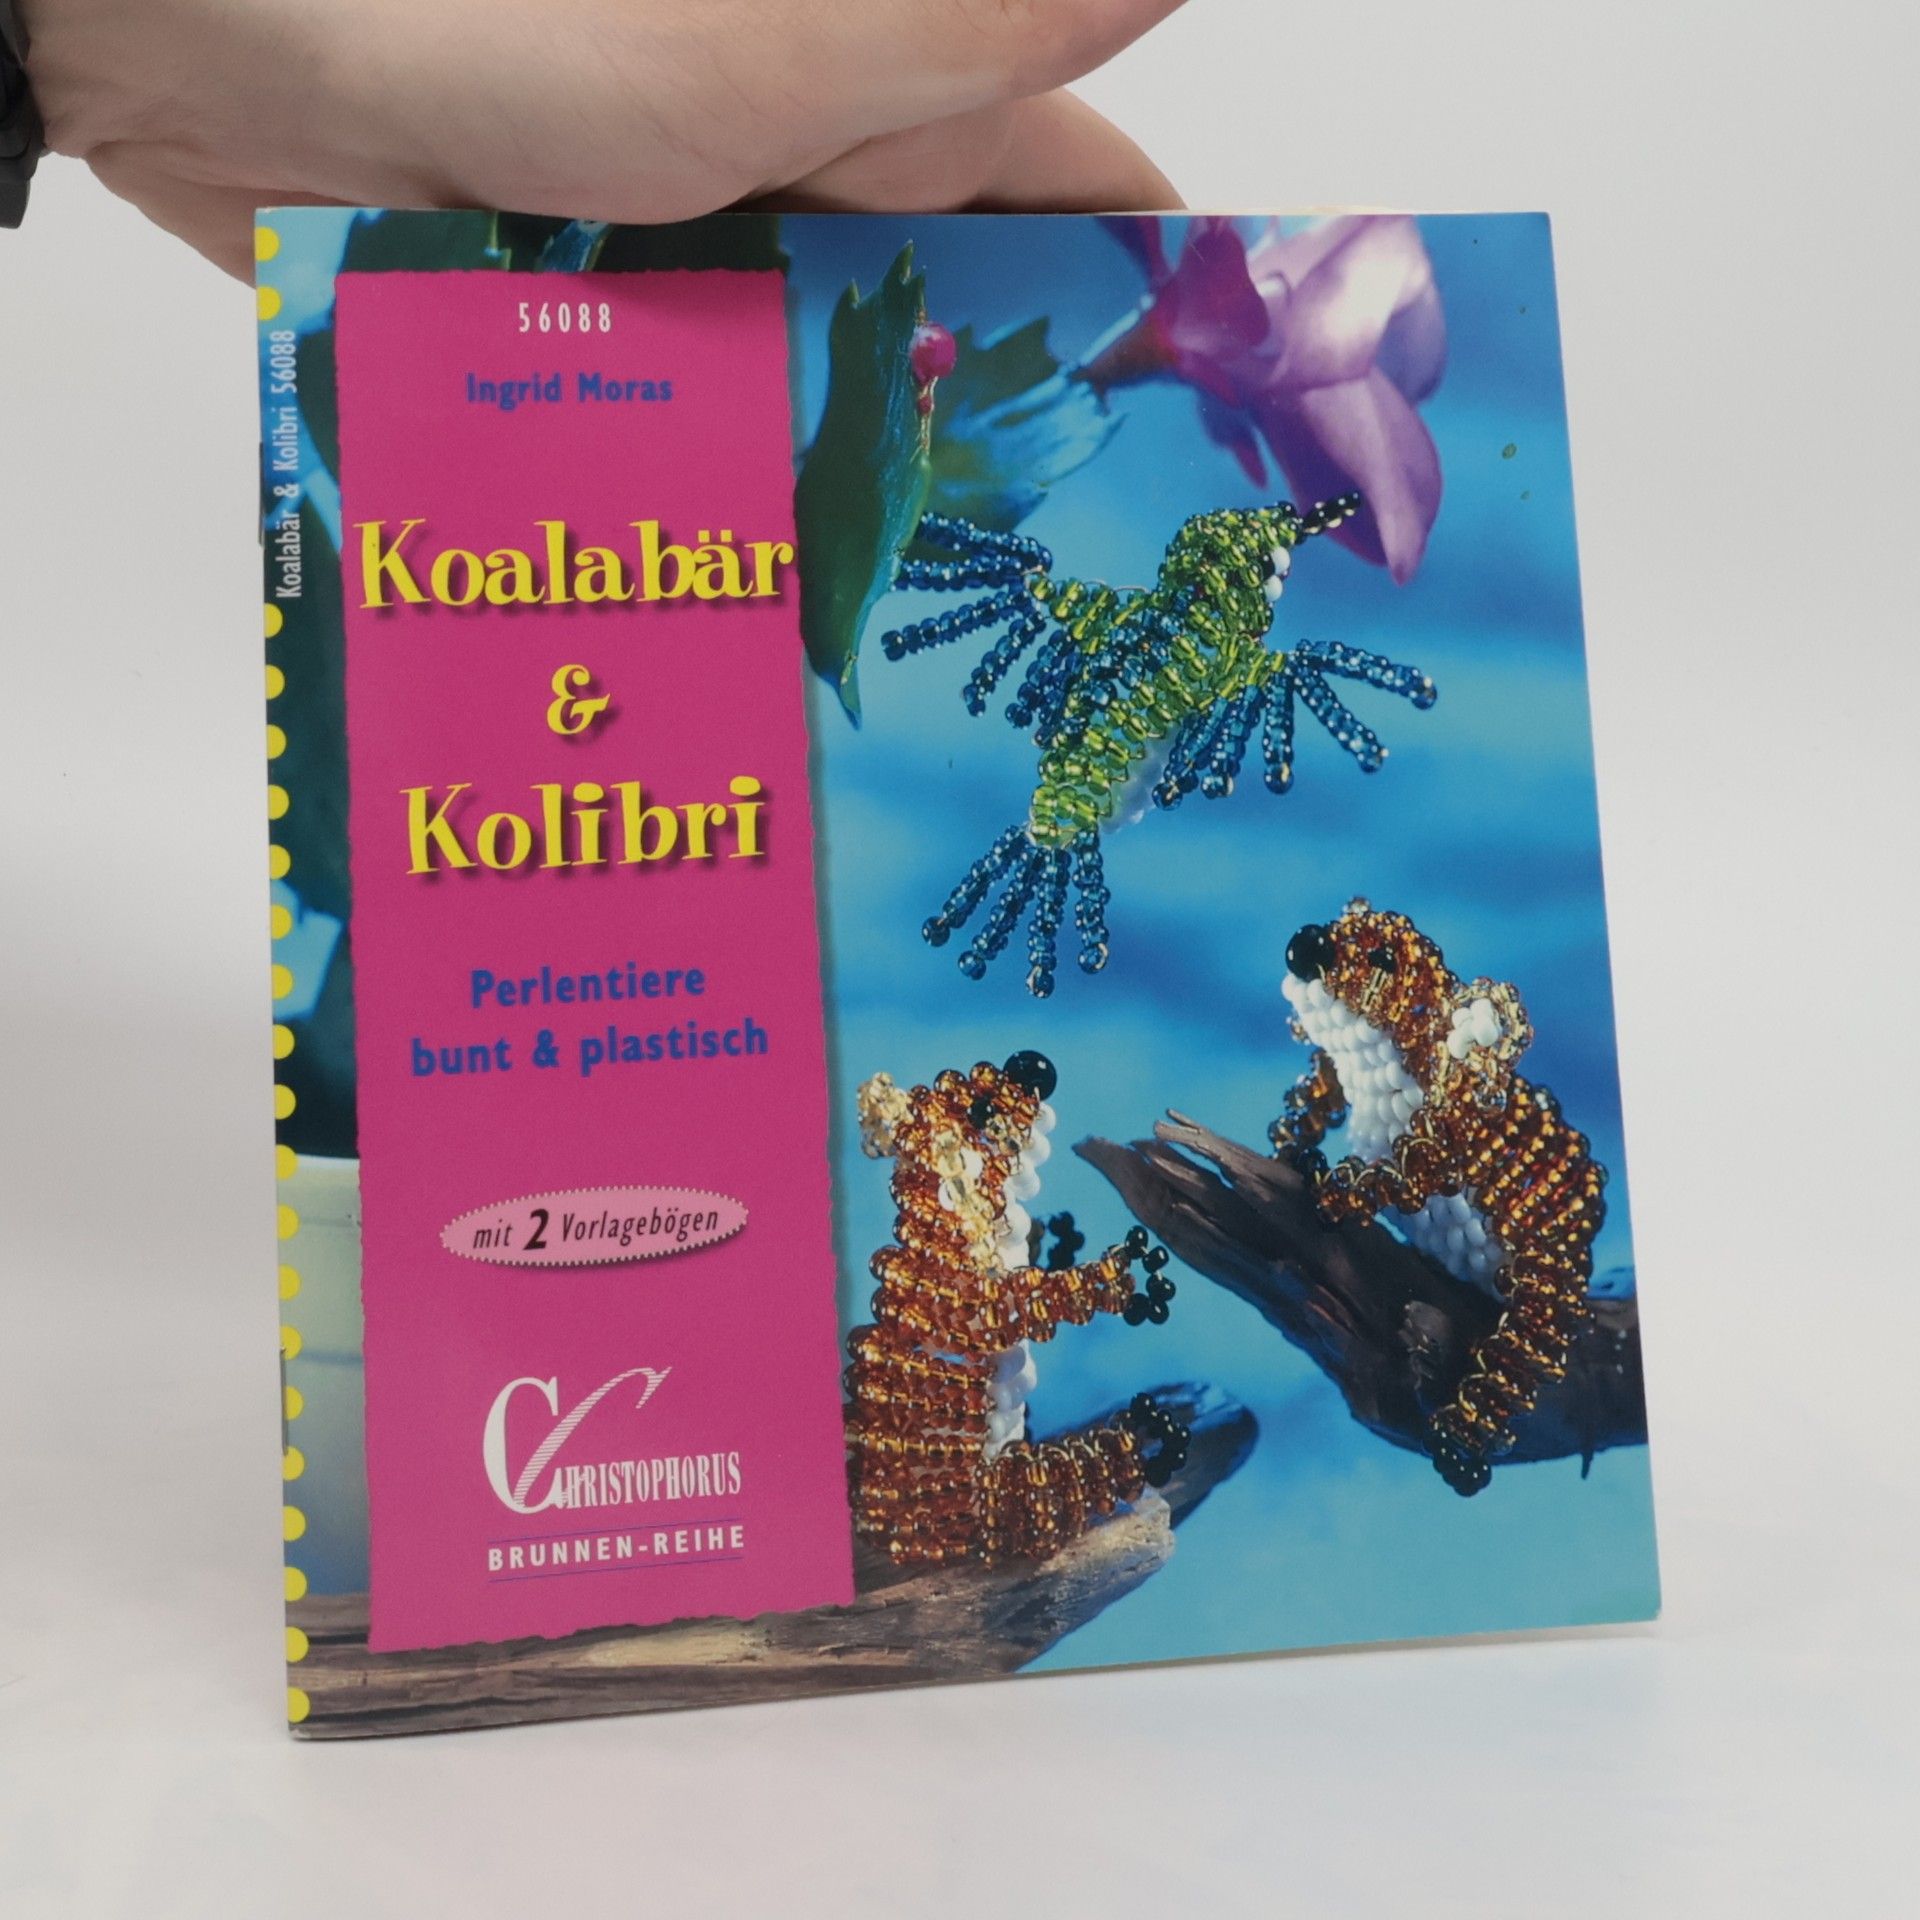 56088
Ingrid Moras
Koalabär
&
Kolibri
Perlentiere
bunt & plastisch
mit 2 Vorlagebögen
CHRISTOPHORUS
BRUNNEN-REIHE
Koalabär & Kolibri 56088